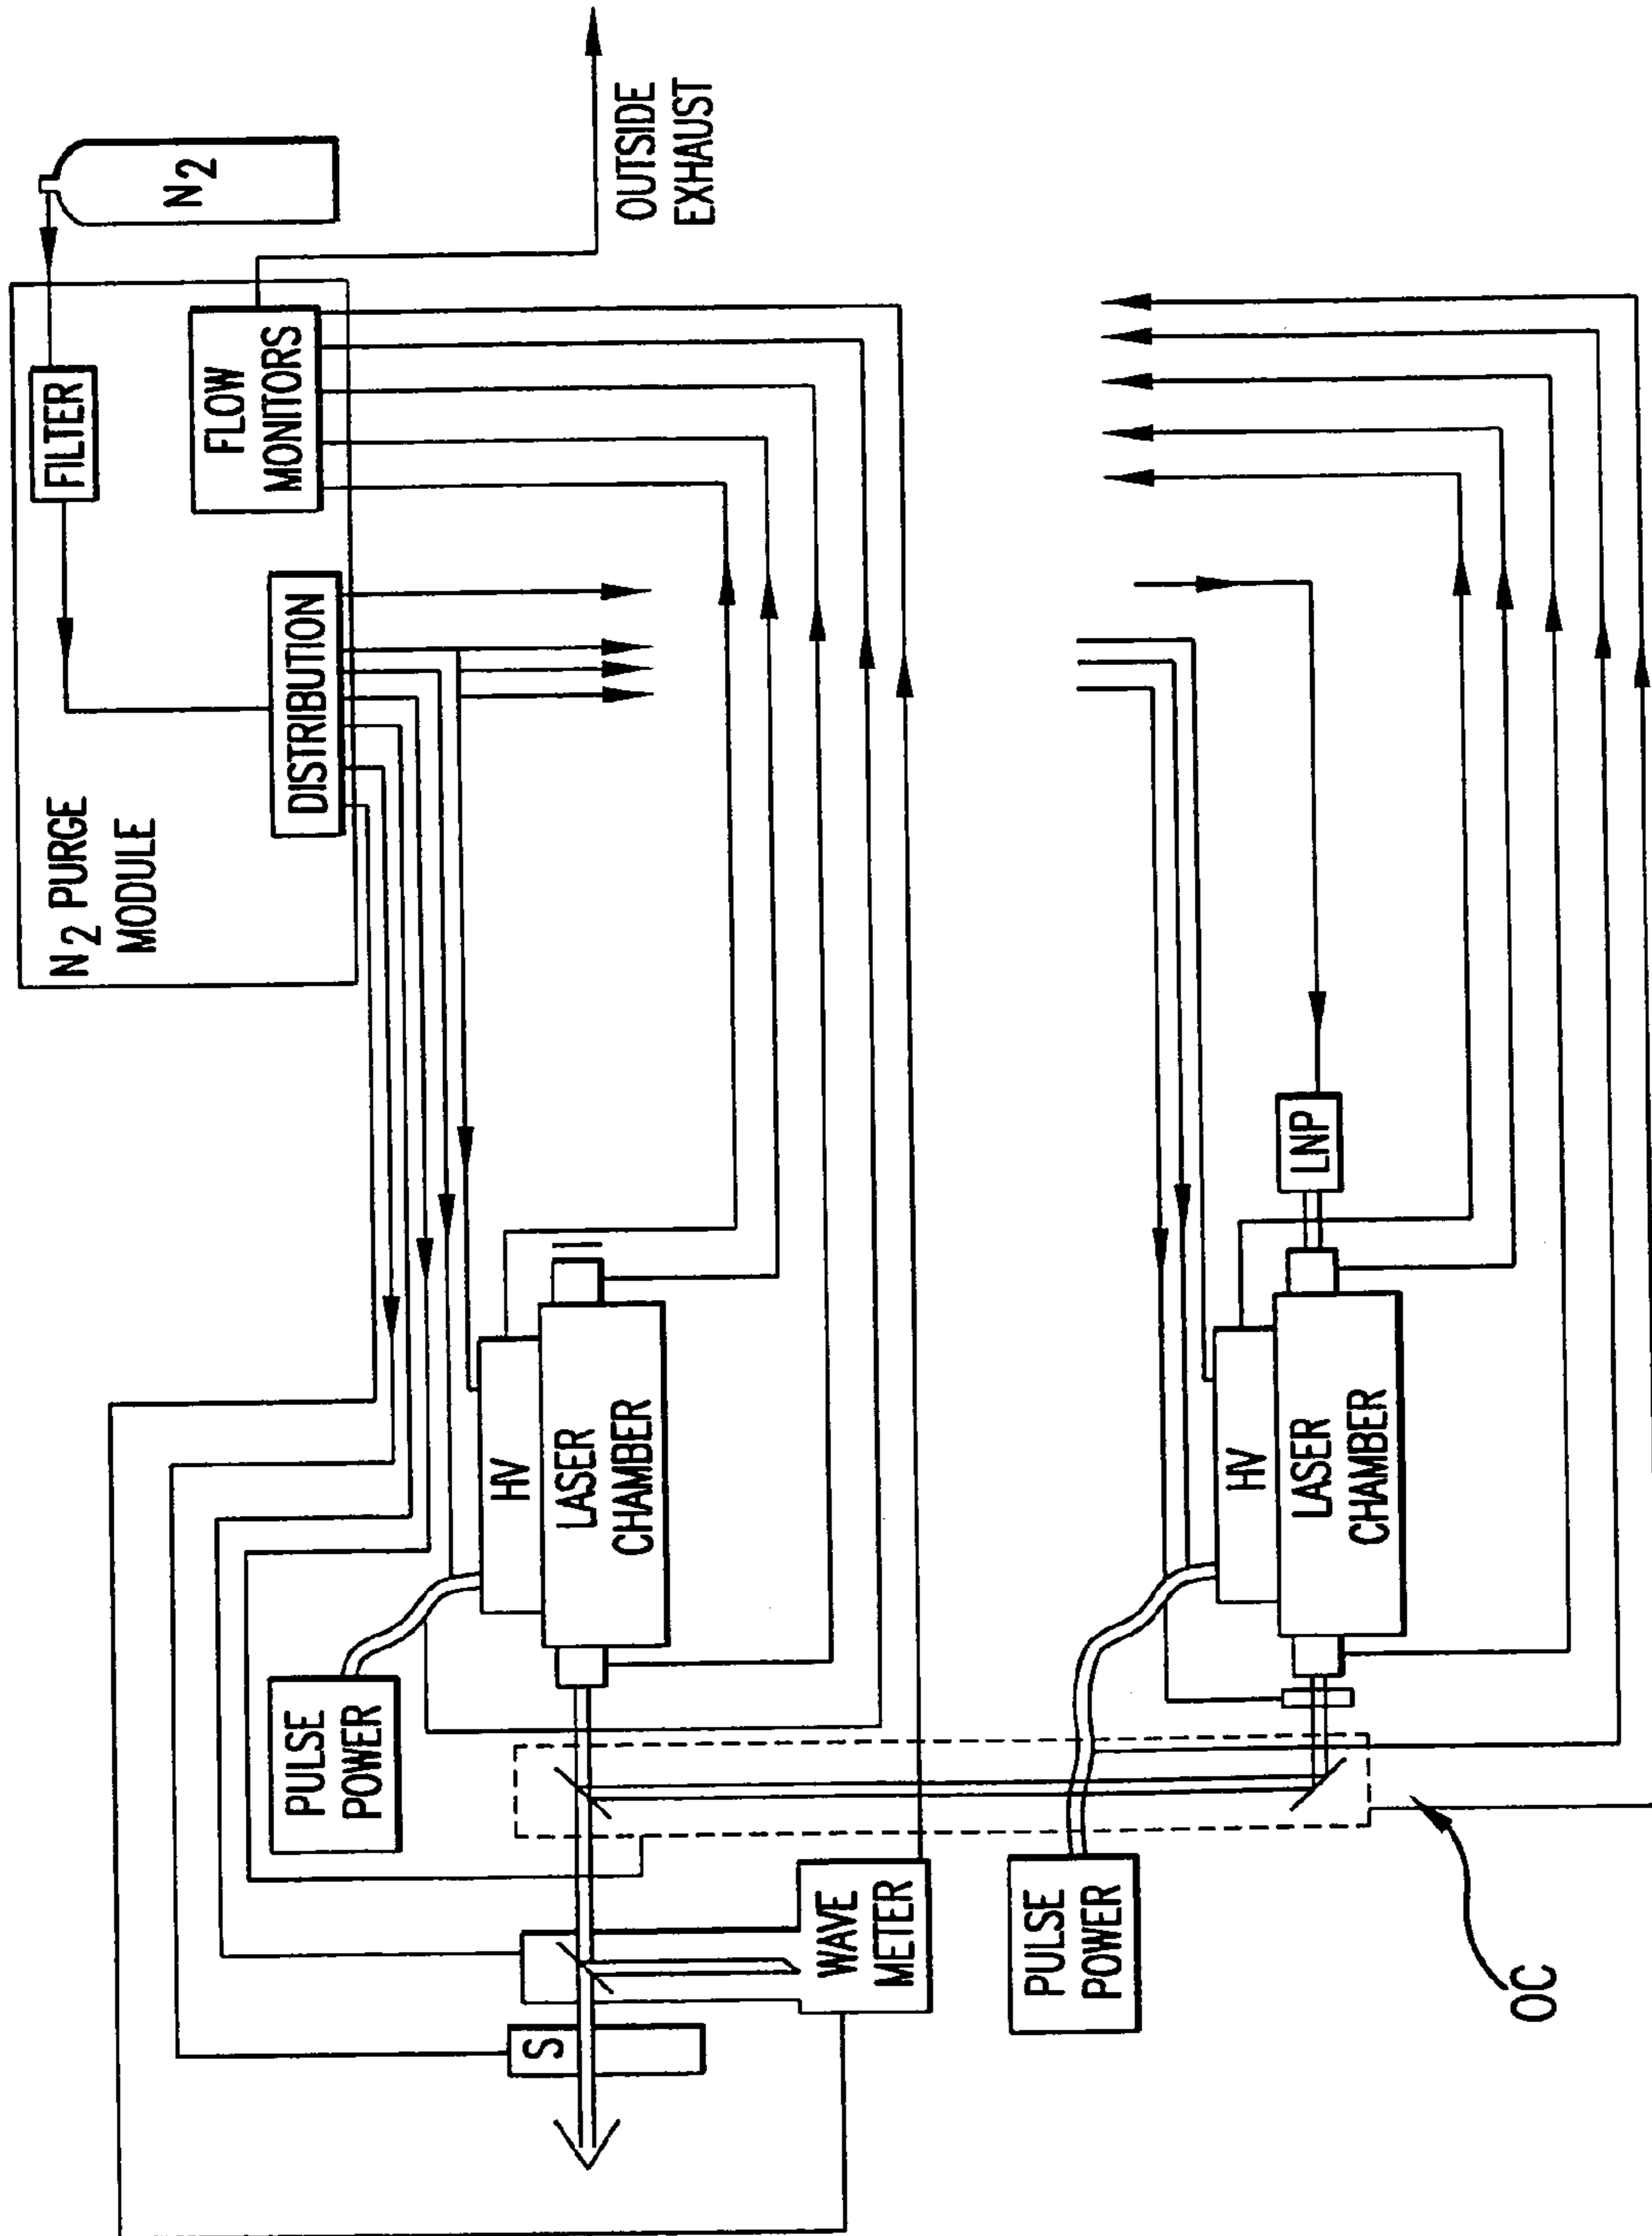 N2 PURGE
MODULE
FILTER
N2
DISTRIBUTION
FLOW
MONITORS
OUTSIDE
EXHAUST
PULSE
POWER
HV
LASER
CHAMBER
S
WAVE
METER
PULSE
POWER
HV
LASER
CHAMBER
LNP
OC